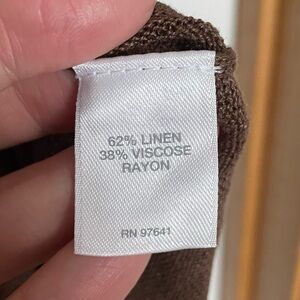 62% LINEN
38% VISCOSE
RAYON
RN 97641